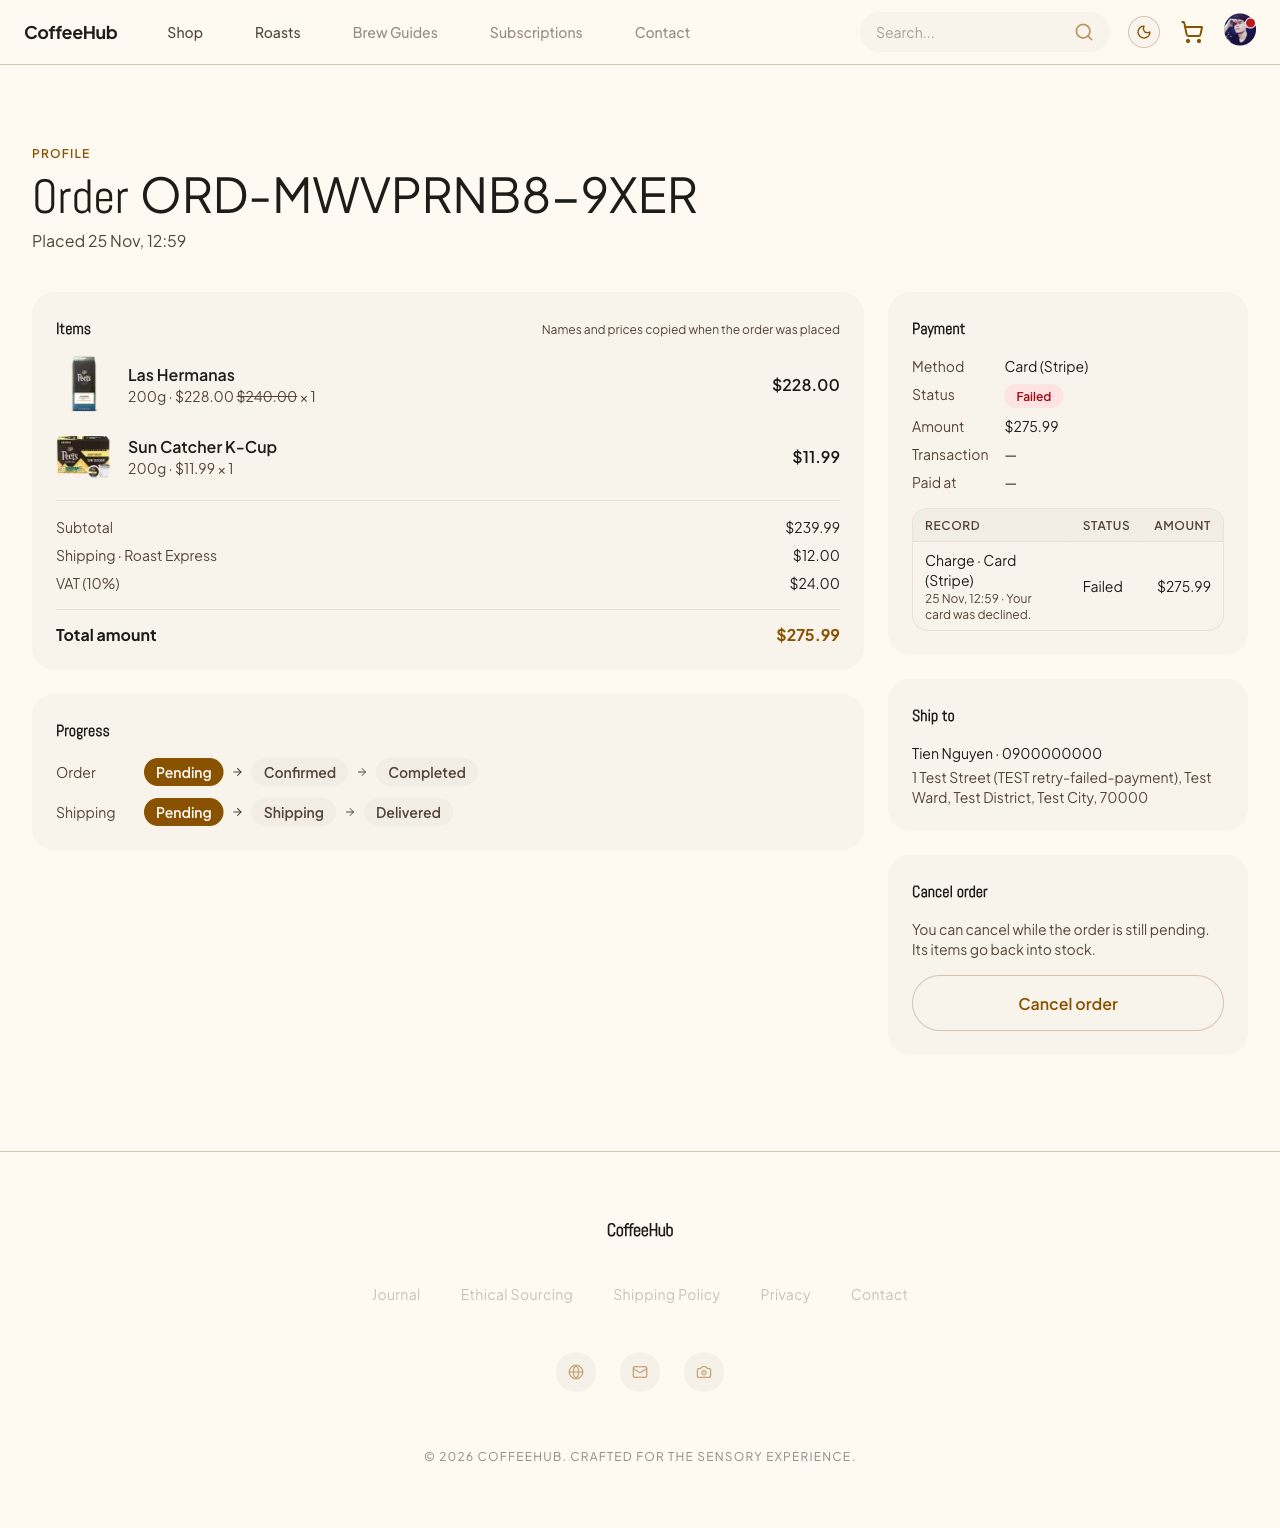 CoffeeHub
Shop
Roasts
Brew Guides
Subscriptions
Contact
Search...
PROFILE
Order ORD-MWVPRNB8-9XER
Placed 25 Nov, 12:59
Items
Names and prices copied when the order was placed
Las Hermanas
200g · $228.00 $240.00 × 1
$228.00
Sun Catcher K-Cup
200g · $11.99 × 1
$11.99
Subtotal
$239.99
Shipping · Roast Express
$12.00
VAT (10%)
$24.00
Total amount
$275.99
Progress
Order
Pending → Confirmed → Completed
Shipping
Pending → Shipping → Delivered
Payment
Method
Card (Stripe)
Status
Failed
Amount
$275.99
Transaction
—
Paid at
—
RECORD
STATUS
AMOUNT
Charge · Card
(Stripe)
25 Nov, 12:59 · Your
card was declined.
Failed
$275.99
Ship to
Tien Nguyen · 0900000000
1 Test Street (TEST retry-failed-payment), Test
Ward, Test District, Test City, 70000
Cancel order
You can cancel while the order is still pending.
Its items go back into stock.
Cancel order
CoffeeHub
Journal
Ethical Sourcing
Shipping Policy
Privacy
Contact
© 2026 COFFEEHUB. CRAFTED FOR THE SENSORY EXPERIENCE.